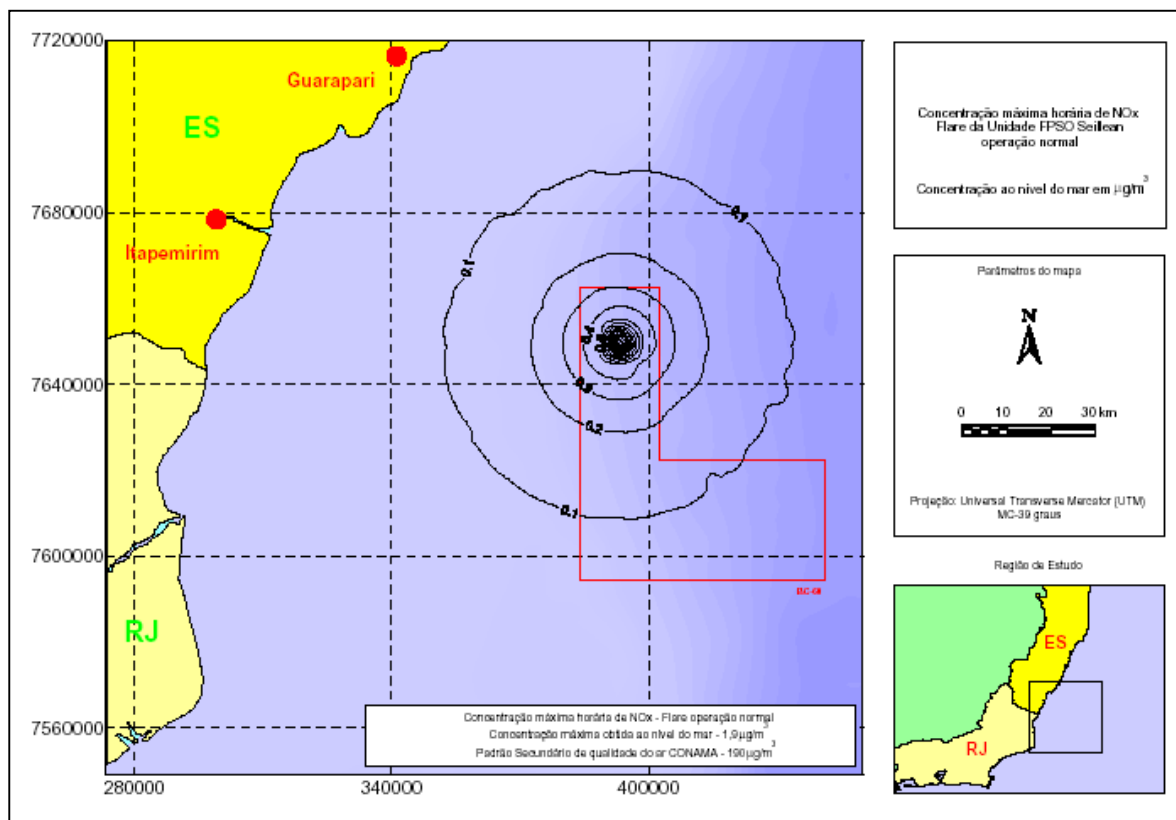 7720000
7680000
7640000
7600000
7560000
280000
340000
400000
Guarapari
ES
Itapemirim
RJ
0.1
0.1
0.1
0.2
0.3
0.4
Concentração máxima horária de NOx - Flare operação normal
Concentração máxima obtida ao nível do mar - 1,9µg/m³
Padrão Secundário de qualidade do ar CONAMA - 190µg/m³
Concentração máxima horária de NOx
Flare da Unidade FPSO Seillean
operação normal
Concentração ao nível do mar em µg/m³
Parâmetros do mapa
N
0 10 20 30 km
Projeção: Universal Transverse Mercator (UTM)
MC-39 graus
Região de Estudo
ES
RJ